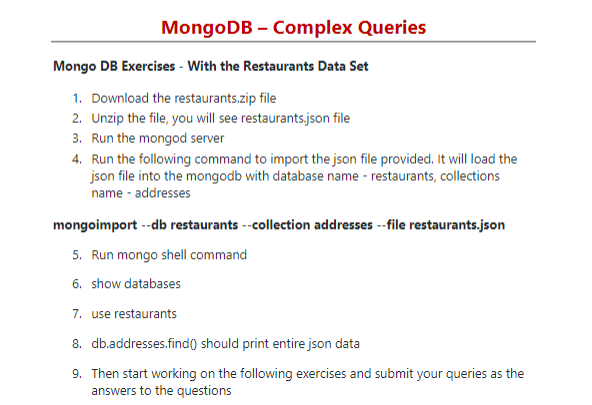 MongoDB – Complex Queries
Mongo DB Exercises - With the Restaurants Data Set
1. Download the restaurants.zip file
2. Unzip the file, you will see restaurants.json file
3. Run the mongod server
4. Run the following command to import the json file provided. It will load the
json file into the mongodb with database name - restaurants, collections
name - addresses
mongoimport --db restaurants --collection addresses --file restaurants.json
5. Run mongo shell command
6. show databases
7. use restaurants
8. db.addresses.find() should print entire json data
9. Then start working on the following exercises and submit your queries as the
answers to the questions